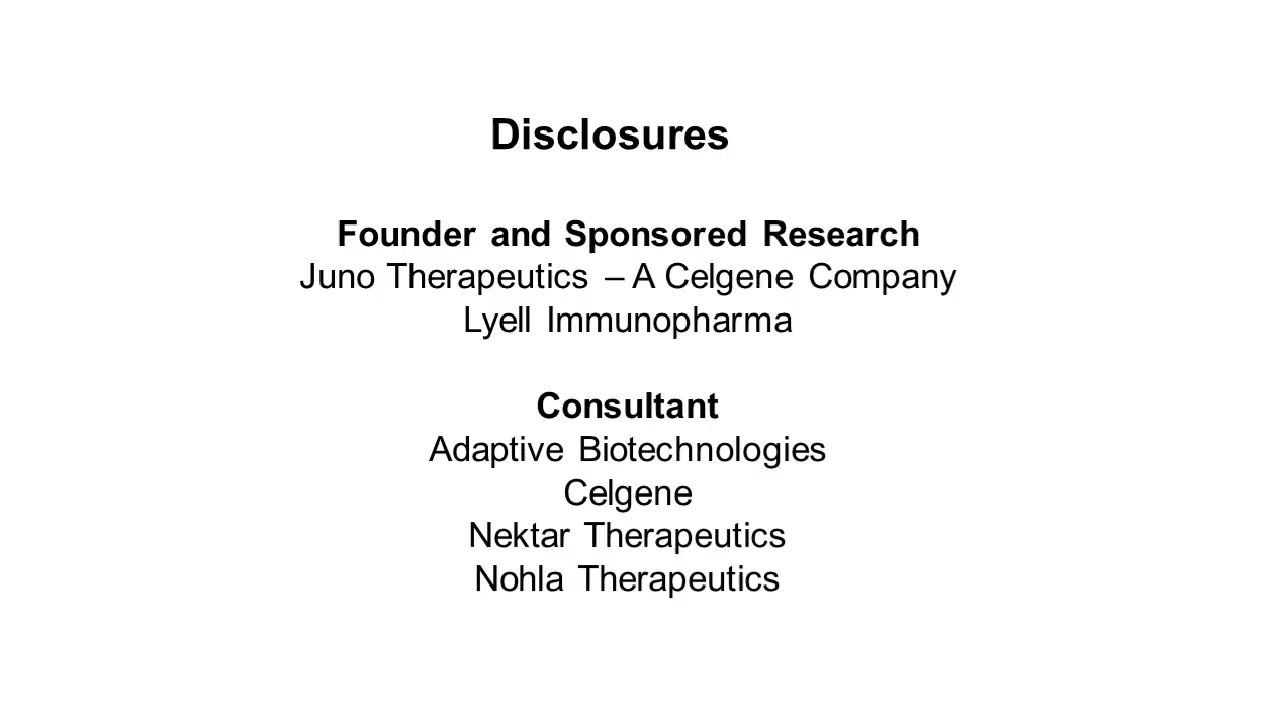 Disclosures
Founder and Sponsored Research
Juno Therapeutics – A Celgene Company
Lyell Immunopharma
Consultant
Adaptive Biotechnologies
Celgene
Nektar Therapeutics
Nohla Therapeutics